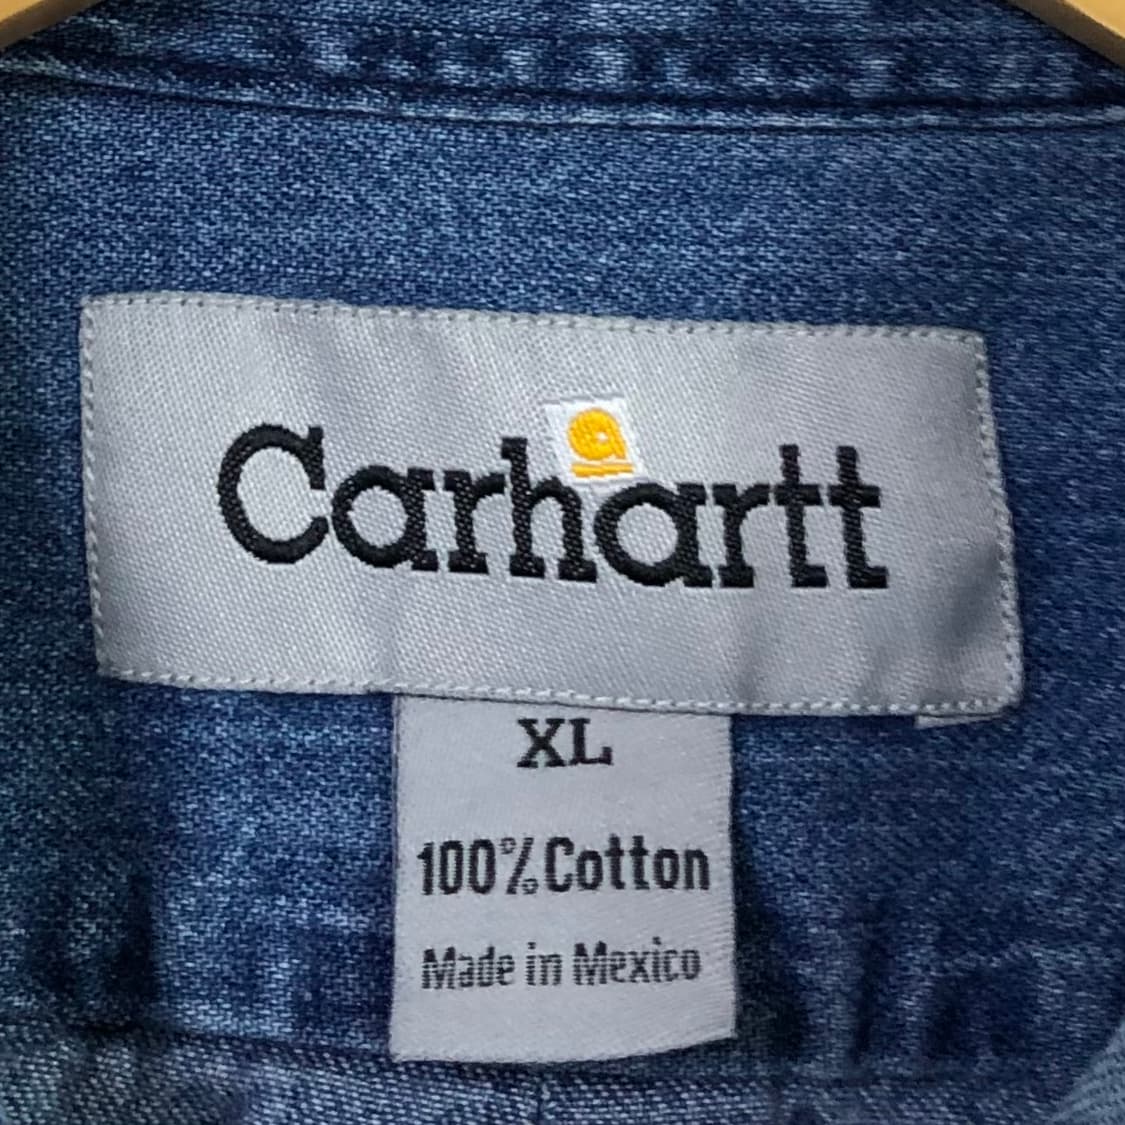 Carhartt
XL
100% Cotton
Made in Mexico